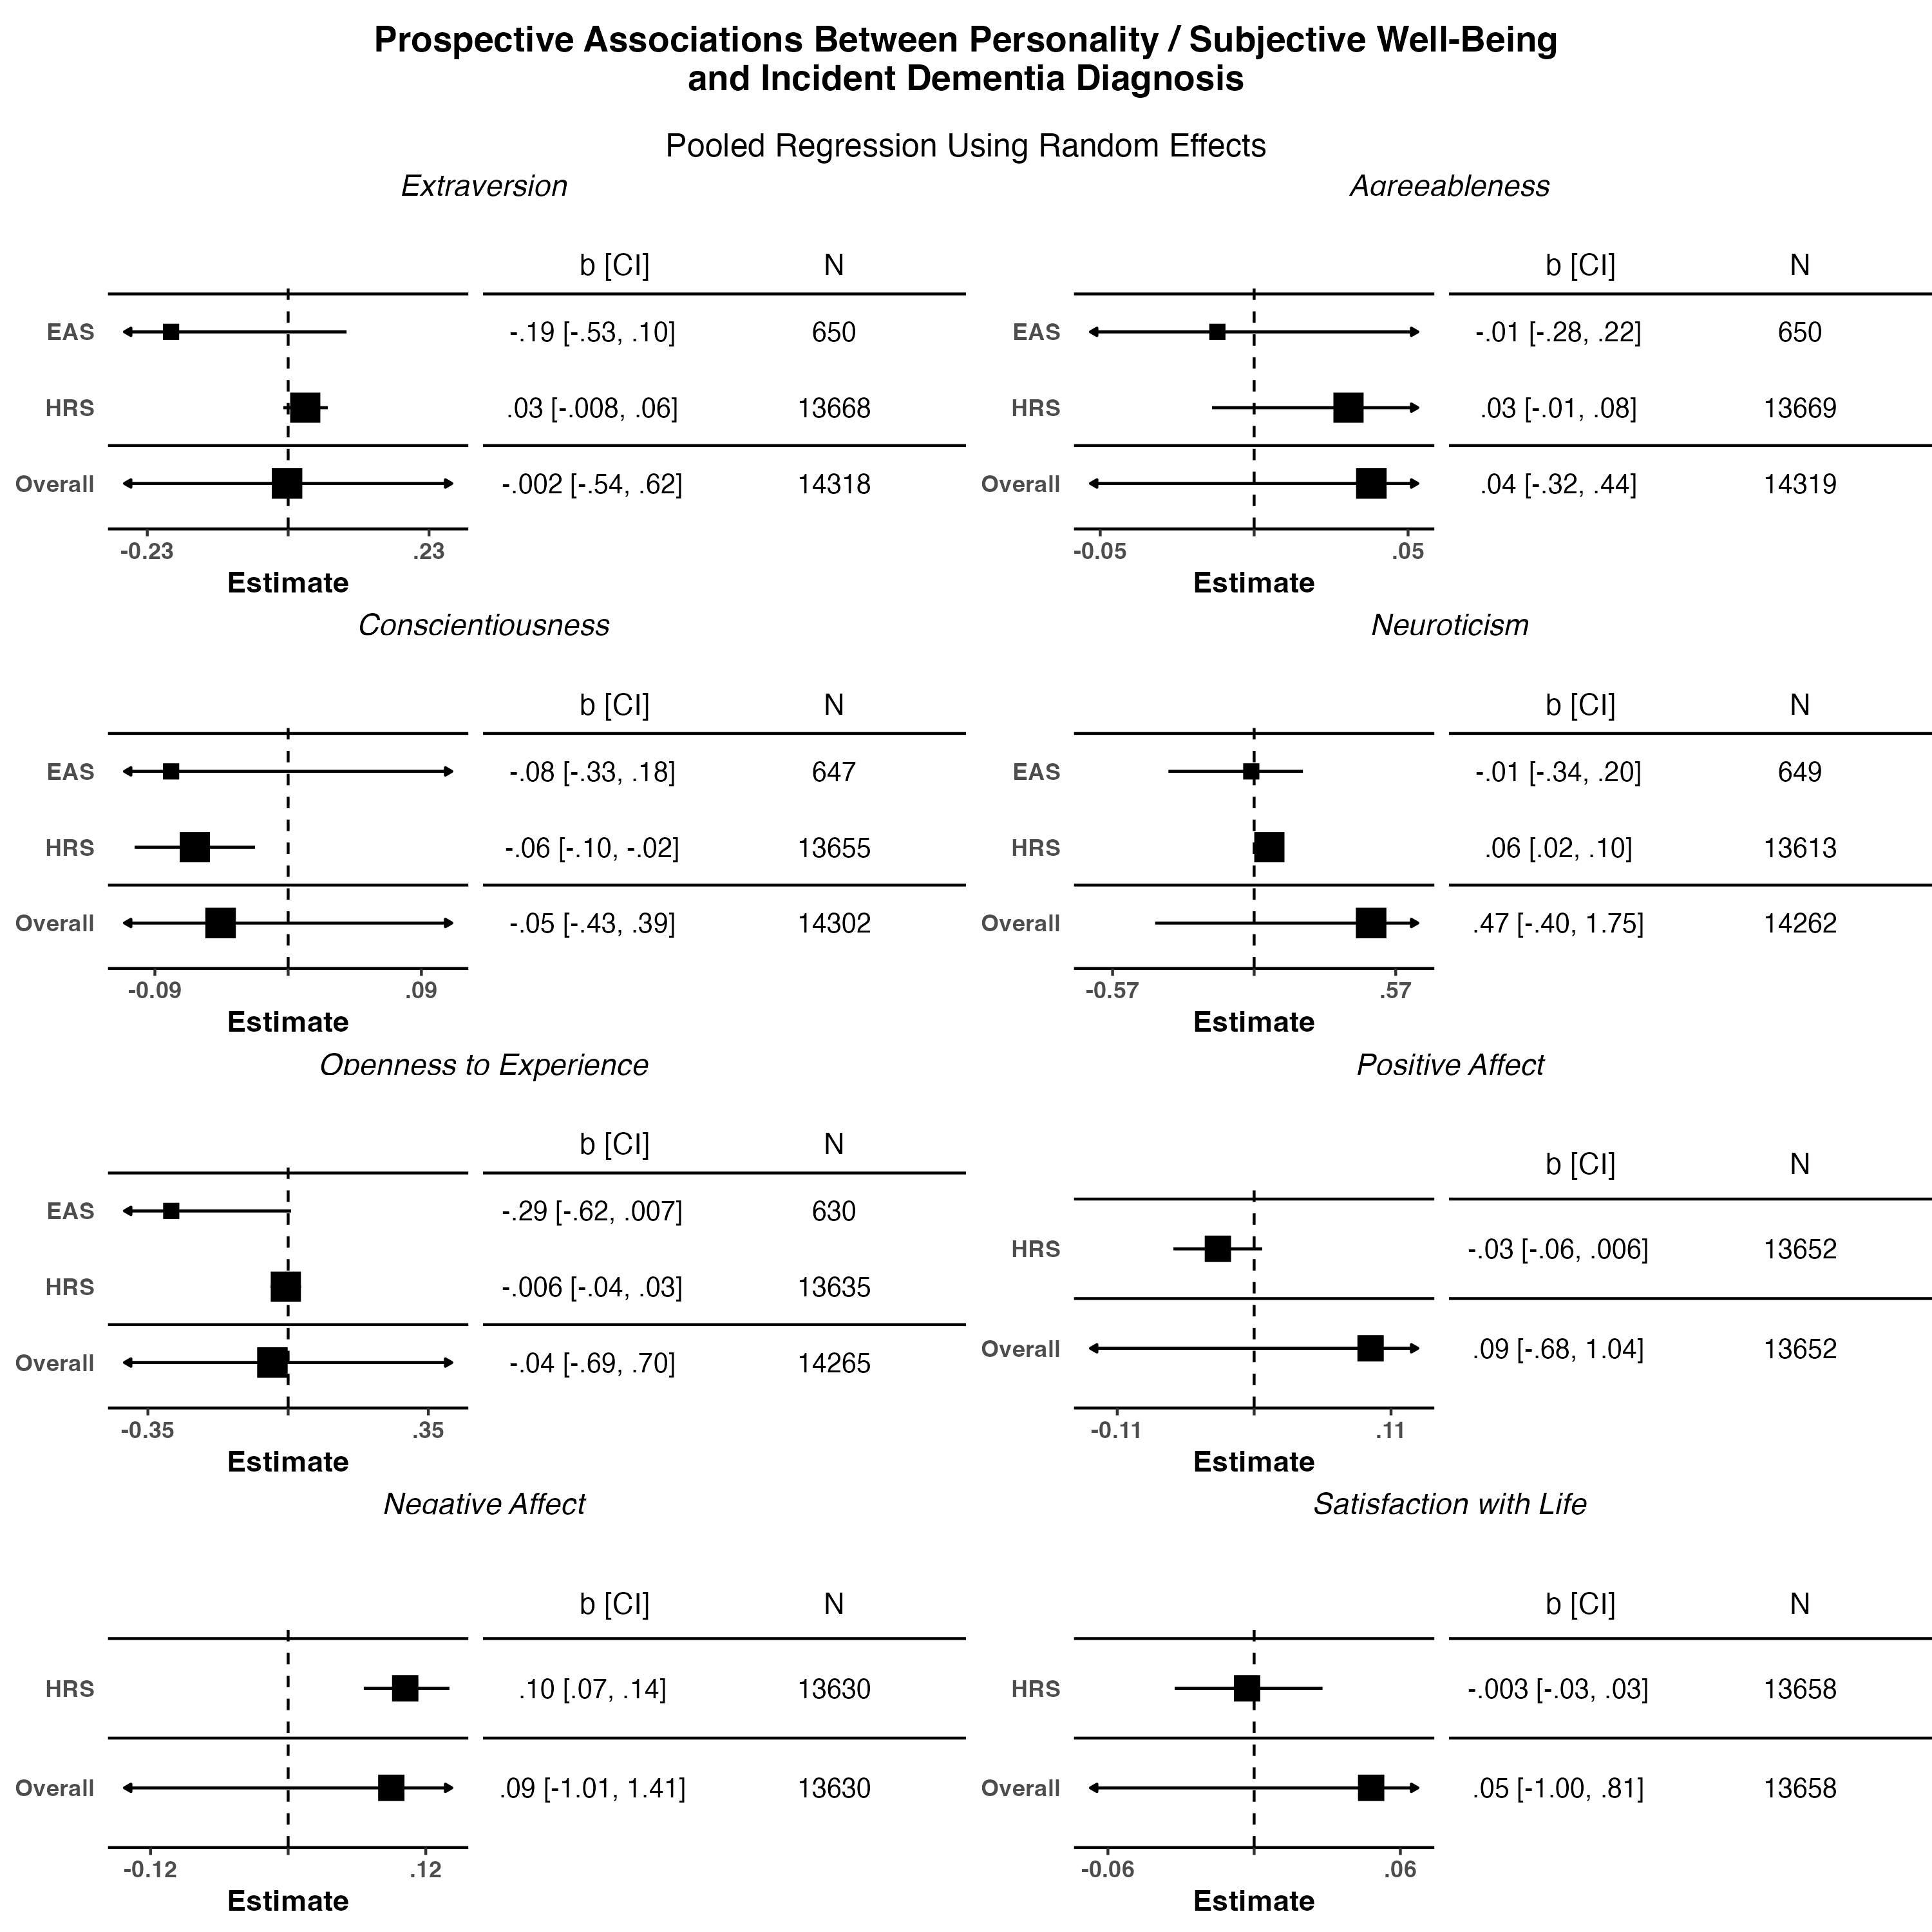 Prospective Associations Between Personality / Subjective Well-Being
and Incident Dementia Diagnosis
Pooled Regression Using Random Effects
Extraversion
b [CI] N
EAS -.19 [-.53, .10] 650
HRS .03 [-.008, .06] 13668
Overall -.002 [-.54, .62] 14318
-0.23 .23
Estimate
Agreeableness
b [CI] N
EAS -.01 [-.28, .22] 650
HRS .03 [-.01, .08] 13669
Overall .04 [-.32, .44] 14319
-0.05 .05
Estimate
Conscientiousness
b [CI] N
EAS -.08 [-.33, .18] 647
HRS -.06 [-.10, -.02] 13655
Overall -.05 [-.43, .39] 14302
-0.09 .09
Estimate
Neuroticism
b [CI] N
EAS -.01 [-.34, .20] 649
HRS .06 [.02, .10] 13613
Overall .47 [-.40, 1.75] 14262
-0.57 .57
Estimate
Openness to Experience
b [CI] N
EAS -.29 [-.62, .007] 630
HRS -.006 [-.04, .03] 13635
Overall -.04 [-.69, .70] 14265
-0.35 .35
Estimate
Positive Affect
b [CI] N
HRS -.03 [-.06, .006] 13652
Overall .09 [-.68, 1.04] 13652
-0.11 .11
Estimate
Negative Affect
b [CI] N
HRS .10 [.07, .14] 13630
Overall .09 [-1.01, 1.41] 13630
-0.12 .12
Estimate
Satisfaction with Life
b [CI] N
HRS -.003 [-.03, .03] 13658
Overall .05 [-1.00, .81] 13658
-0.06 .06
Estimate